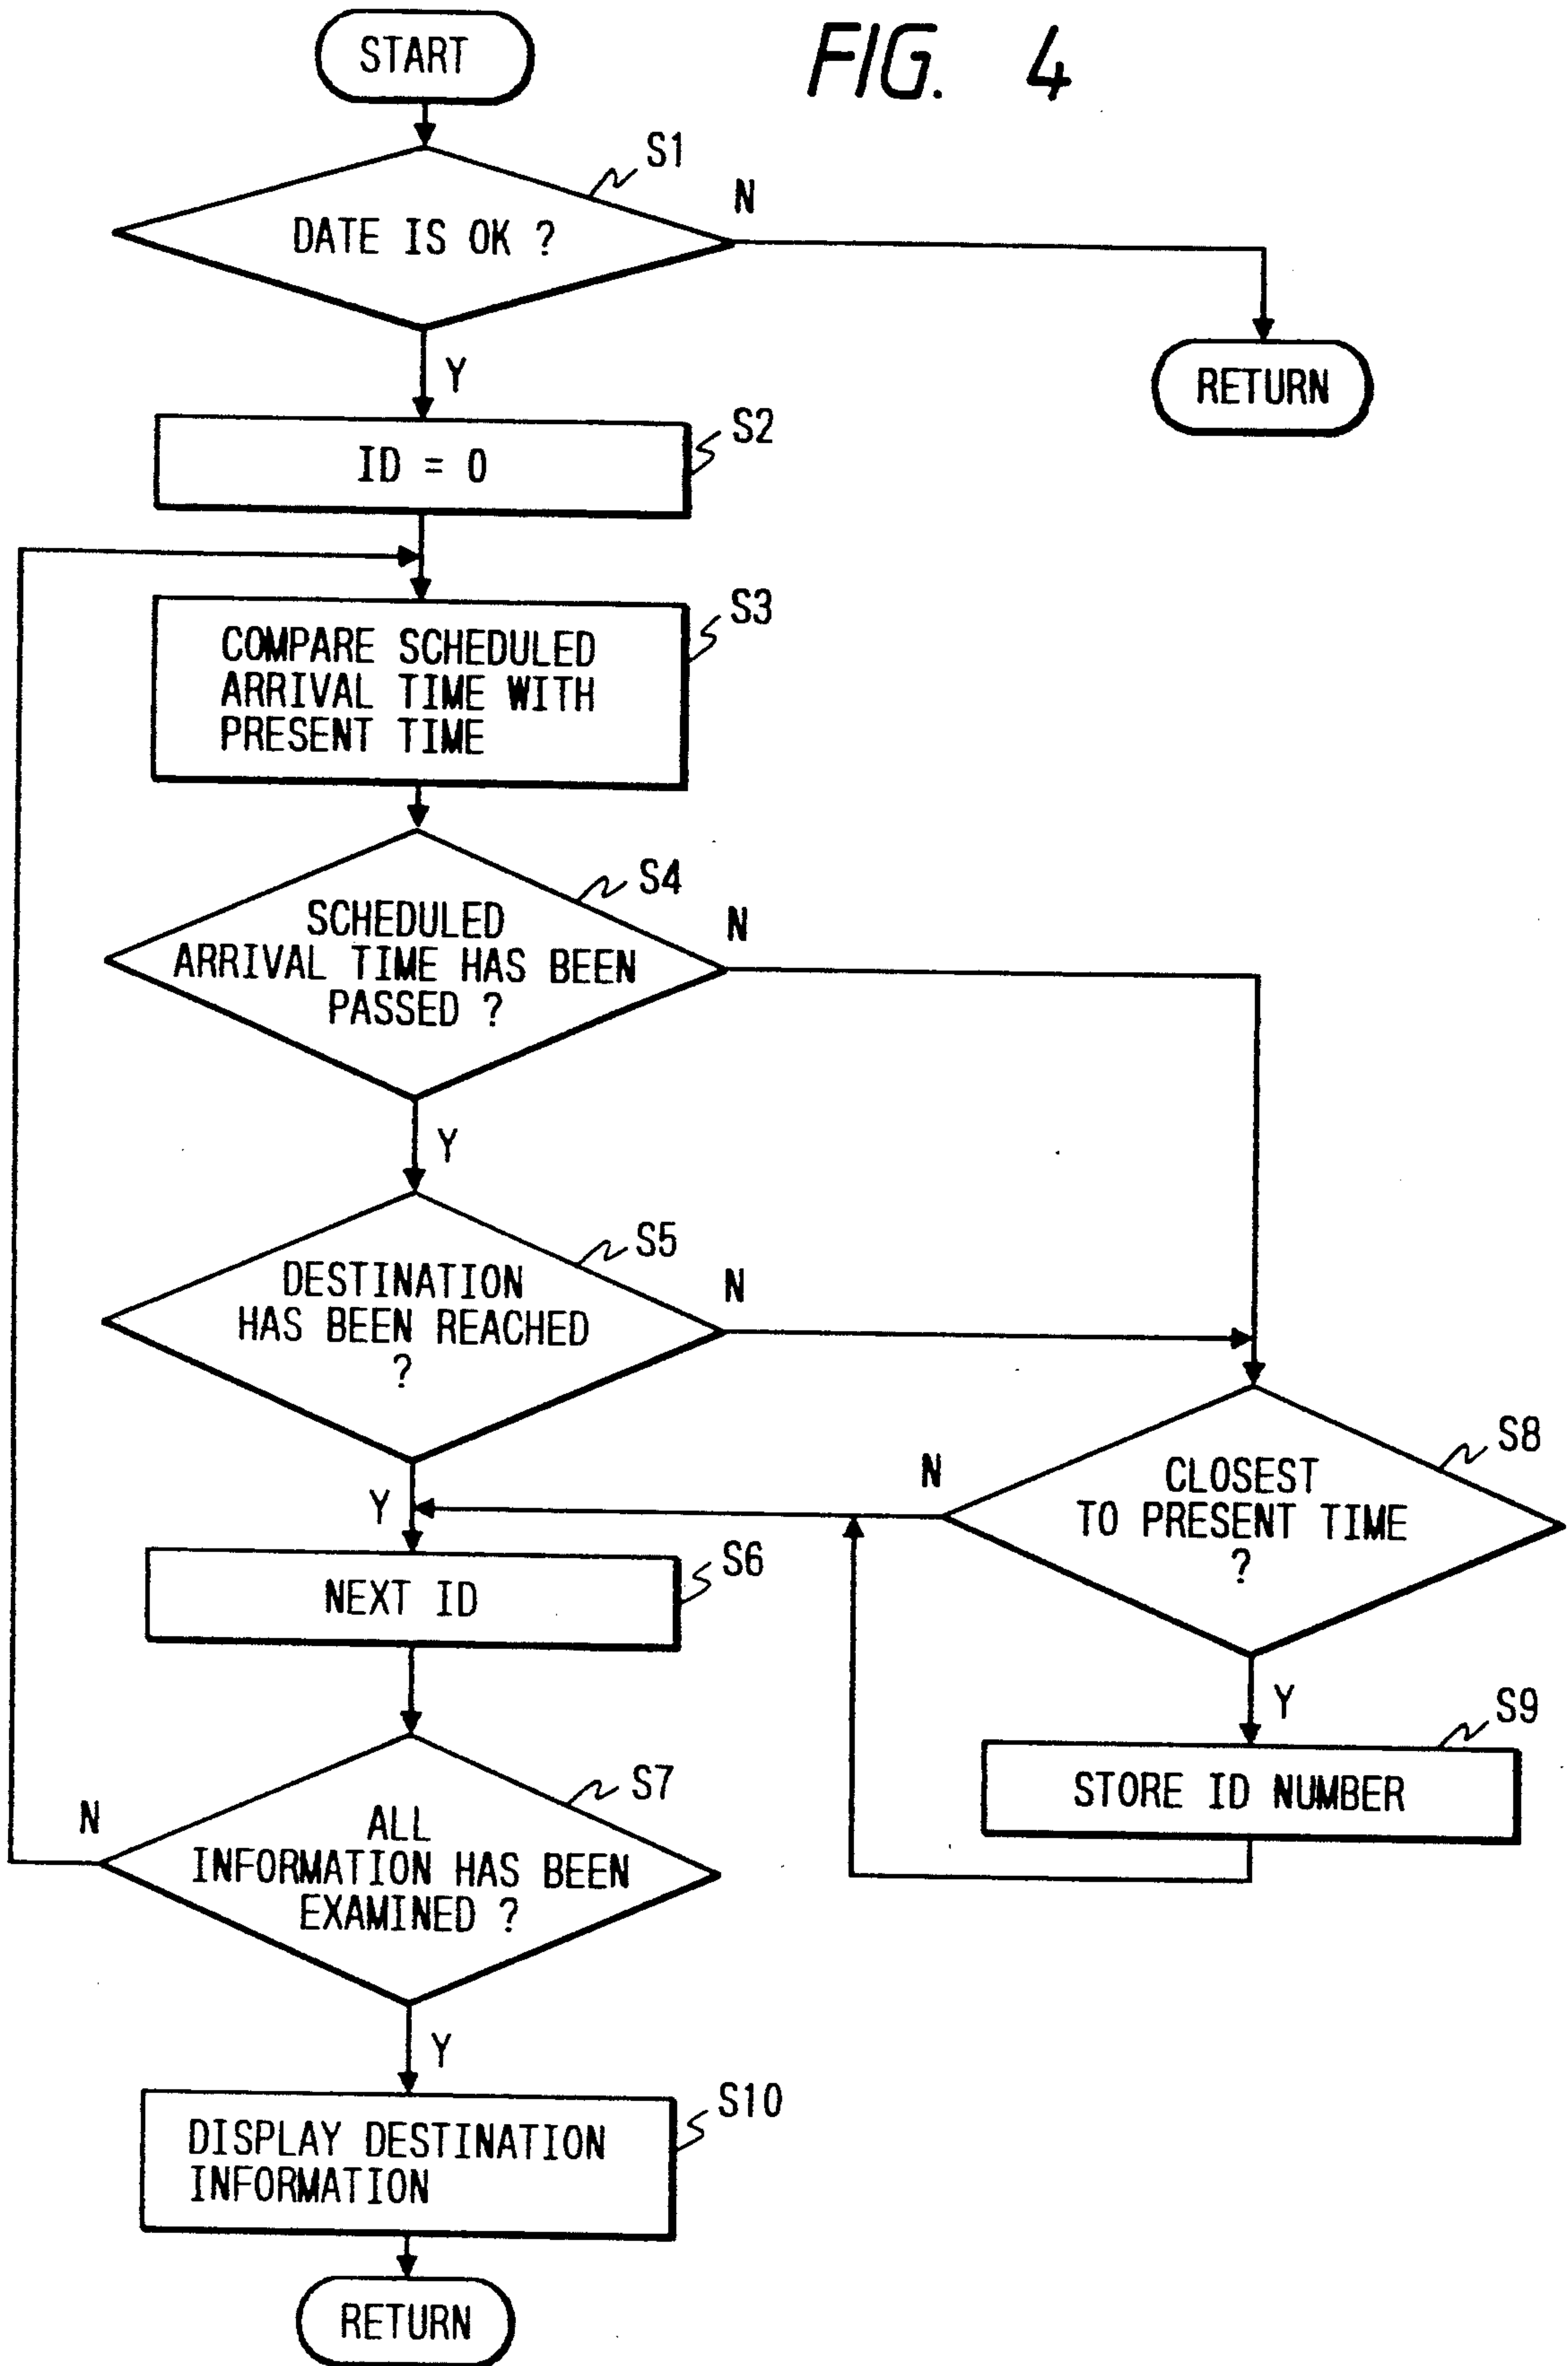 FIG. 4
START
S1
DATE IS OK ?
N
RETURN
Y
S2
ID = 0
S3
COMPARE SCHEDULED
ARRIVAL TIME WITH
PRESENT TIME
S4
SCHEDULED
ARRIVAL TIME HAS BEEN
PASSED ?
N
Y
S5
DESTINATION
HAS BEEN REACHED
?
N
Y
S8
CLOSEST
TO PRESENT TIME
?
N
Y
S6
NEXT ID
S9
STORE ID NUMBER
S7
ALL
INFORMATION HAS BEEN
EXAMINED ?
N
Y
S10
DISPLAY DESTINATION
INFORMATION
RETURN